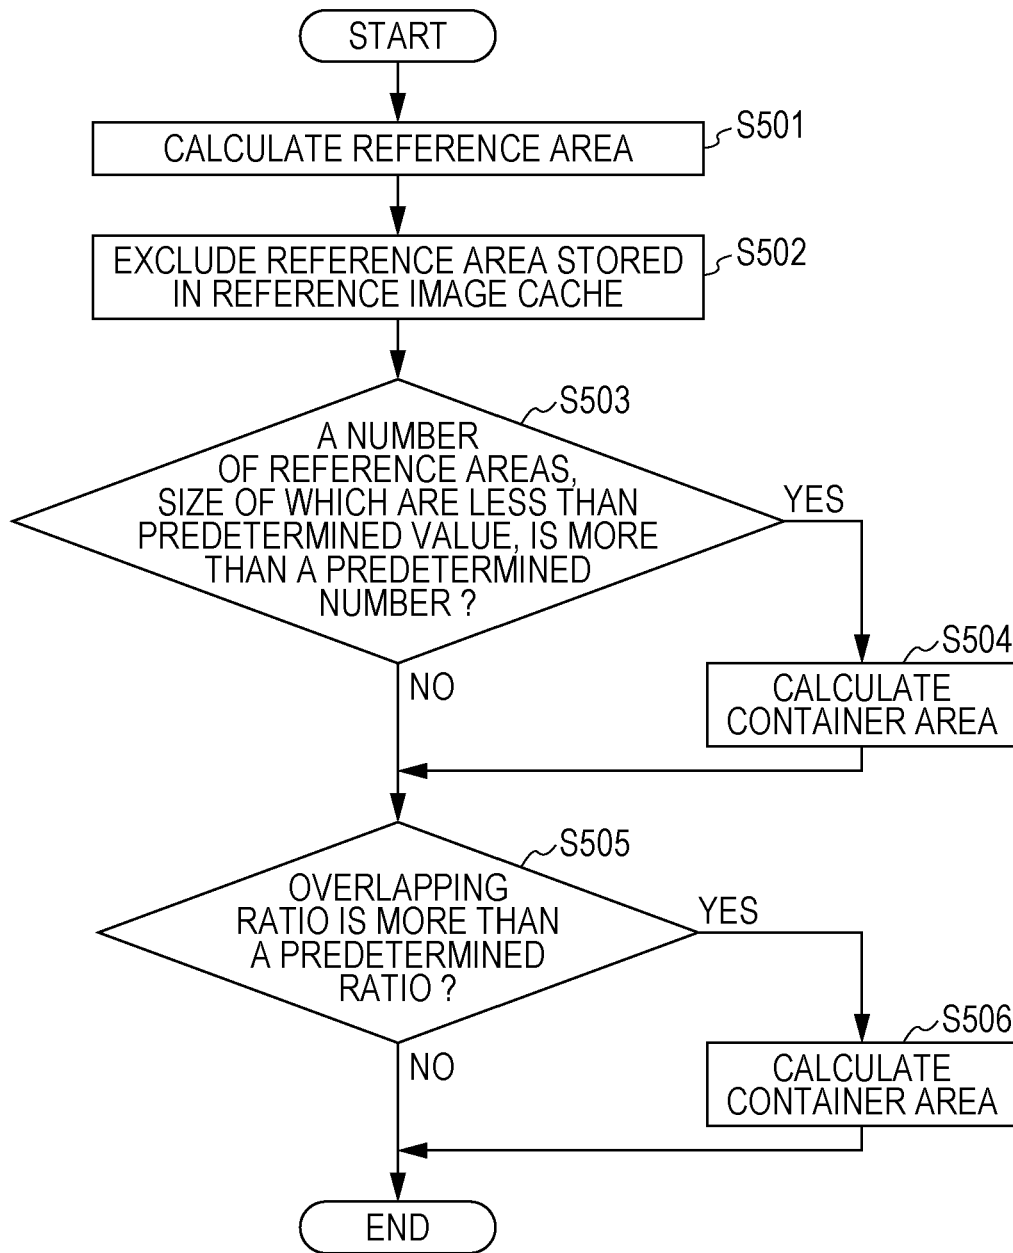 START
CALCULATE REFERENCE AREA
S501
EXCLUDE REFERENCE AREA STORED
IN REFERENCE IMAGE CACHE
S502
S503
A NUMBER
OF REFERENCE AREAS,
SIZE OF WHICH ARE LESS THAN
PREDETERMINED VALUE, IS MORE
THAN A PREDETERMINED
NUMBER ?
YES
NO
S504
CALCULATE
CONTAINER AREA
S505
OVERLAPPING
RATIO IS MORE THAN
A PREDETERMINED
RATIO ?
YES
NO
S506
CALCULATE
CONTAINER AREA
END